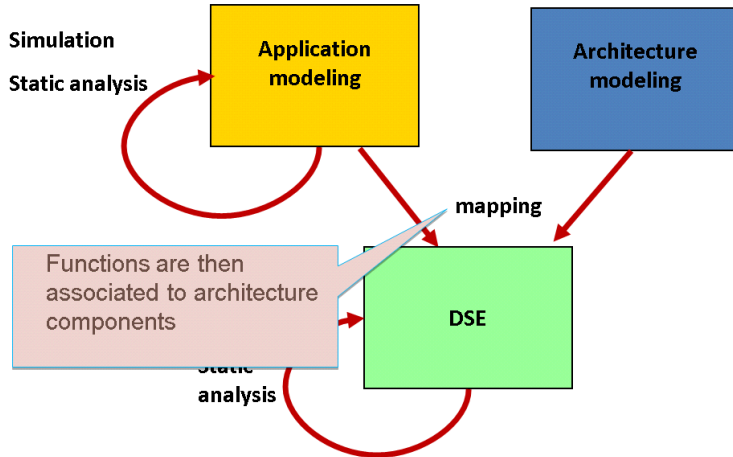 Simulation
Static analysis
Application
modeling
Architecture
modeling
mapping
Functions are then
associated to architecture
components
DSE
Static
analysis